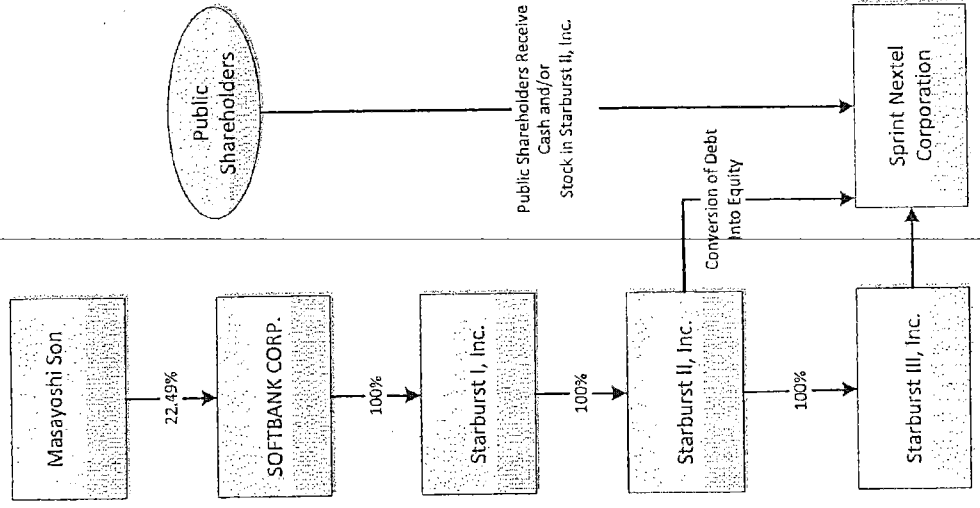 Masayoshi Son
22.49%
SOFTBANK CORP.
100%
Starburst I, Inc.
100%
Starburst II, Inc.
100%
Starburst III, Inc.
Public
Shareholders
Public Shareholders Receive
Cash and/or
Stock in Starburst II, Inc.
Conversion of Debt
Into Equity
Sprint Nextel
Corporation